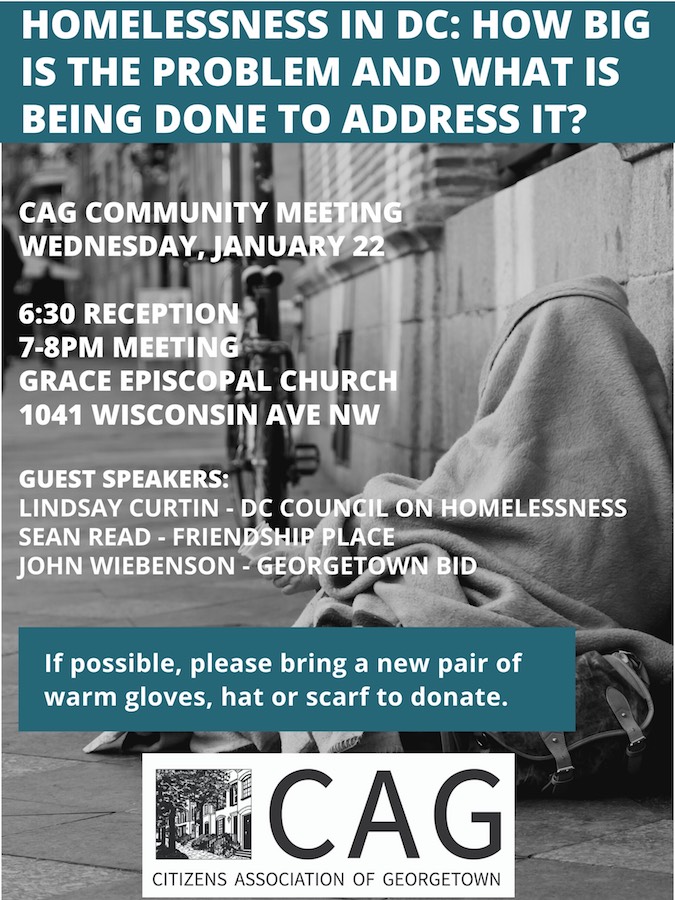 HOMELESSNESS IN DC: HOW BIG
IS THE PROBLEM AND WHAT IS
BEING DONE TO ADDRESS IT?
CAG COMMUNITY MEETING
WEDNESDAY, JANUARY 22
6:30 RECEPTION
7-8PM MEETING
GRACE EPISCOPAL CHURCH
1041 WISCONSIN AVE NW
GUEST SPEAKERS:
LINDSAY CURTIN - DC COUNCIL ON HOMELESSNESS
SEAN READ - FRIENDSHIP PLACE
JOHN WIEBENSON - GEORGETOWN BID
If possible, please bring a new pair of
warm gloves, hat or scarf to donate.
CAG
CITIZENS ASSOCIATION OF GEORGETOWN